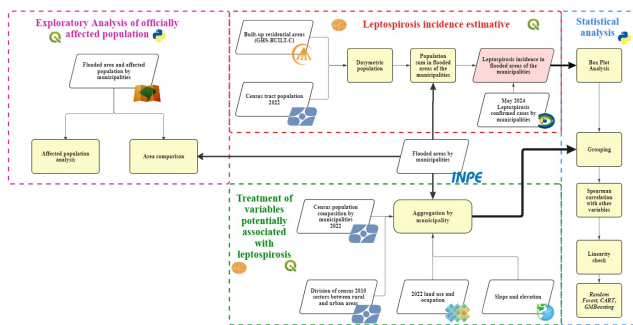 Exploratory Analysis of officially
affected population
Flooded area and affected
population by
municipalities
Affected population
analysis
Area comparison
Leptospirosis incidence estimative
Built-up residential areas
(GHS-BUILT-C)
Census tract population
2022
Dasymetric
population
Population
sum in flooded
areas of the
municipalities
Leptospirosis incidence in
flooded areas of the
municipalities
May 2024
Leptospirosis
confirmed cases by
municipalities
Flooded areas by
municipalities
INPE
Treatment of
variables
potentially
associated
with
leptospirosis
Census population
composition by
municipalities
2022
Division of census 2010
sectors between rural
and urban areas
Aggregation by
municipality
2022 land use and
ocupation
Slope and elevation
Statistical
analysis
Box Plot
Analysis
Grouping
Spearman
correlation with
other
variables
Linearity
check
Random
Forest, CART,
GMBoosting